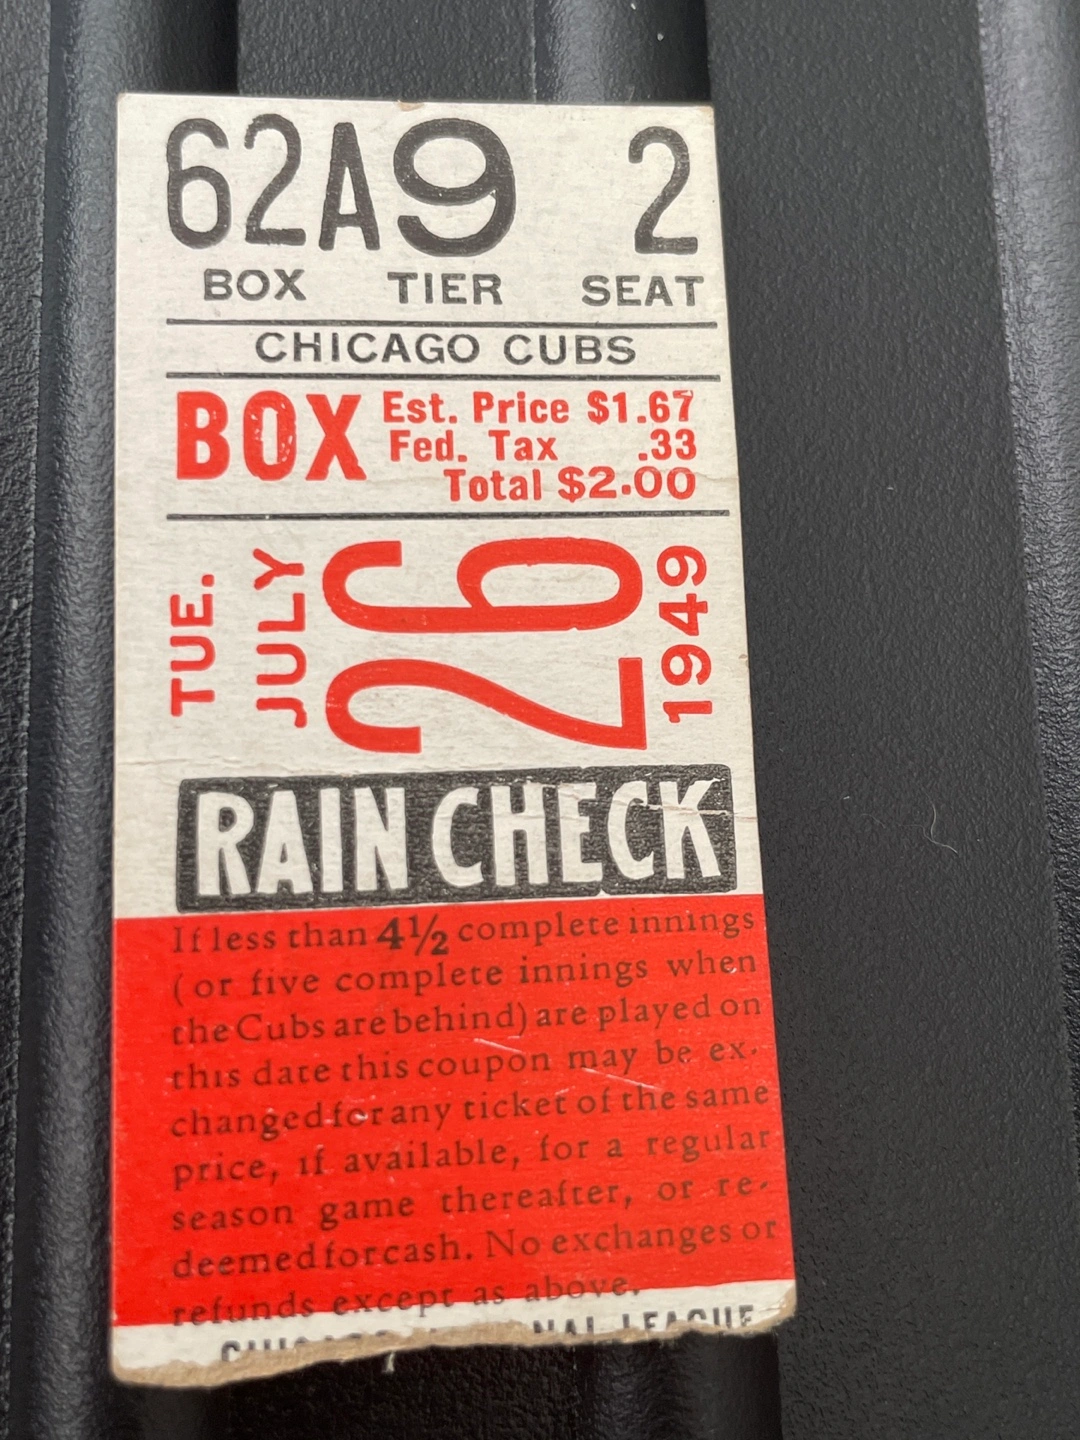 62A 9 2
BOX TIER SEAT
CHICAGO CUBS
BOX Est. Price $1.67
Fed. Tax .33
Total $2.00
TUE.
JULY
26
1949
RAIN CHECK
If less than 4½ complete innings
(or five complete innings when
the Cubs are behind) are played on
this date this coupon may be ex-
changed for any ticket of the same
price, if available, for a regular
season game thereafter, or re-
deemed for cash. No exchanges or
refunds except as above.
LEAGUE